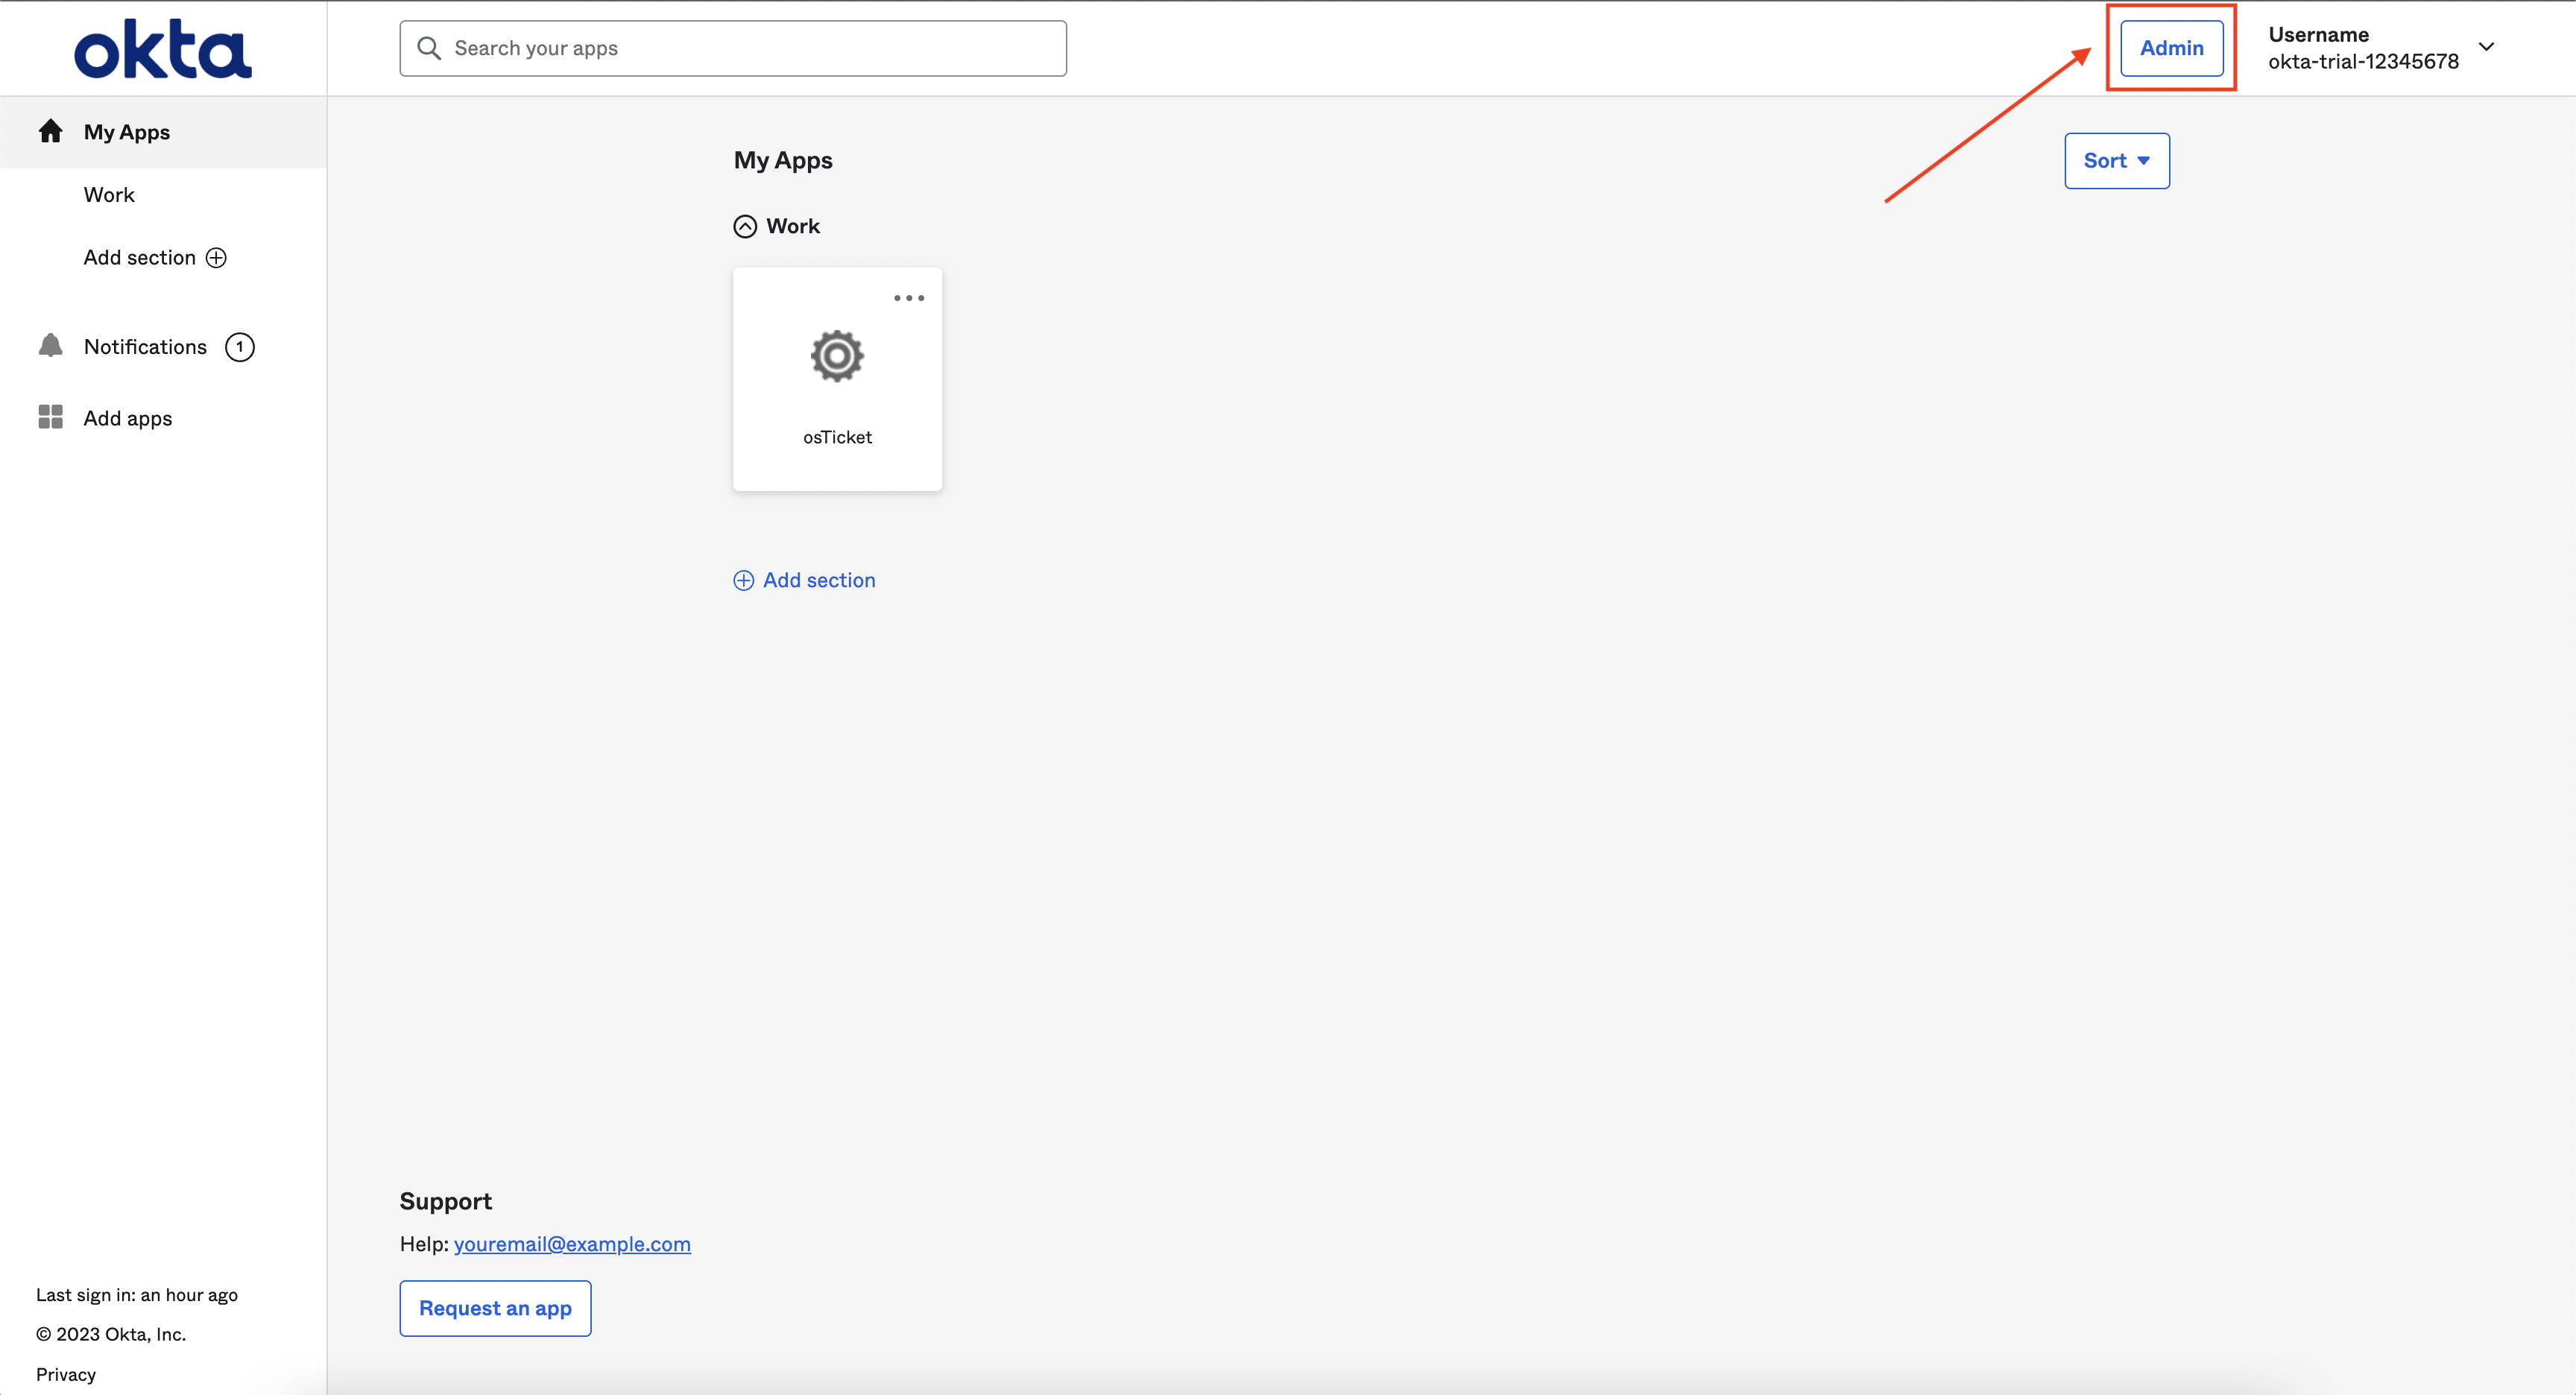 okta
Search your apps
Admin
Username
okta-trial-12345678
My Apps
Work
Add section
Notifications 1
Add apps
My Apps
Sort
Work
osTicket
Add section
Support
Help: youremail@example.com
Request an app
Last sign in: an hour ago
© 2023 Okta, Inc.
Privacy